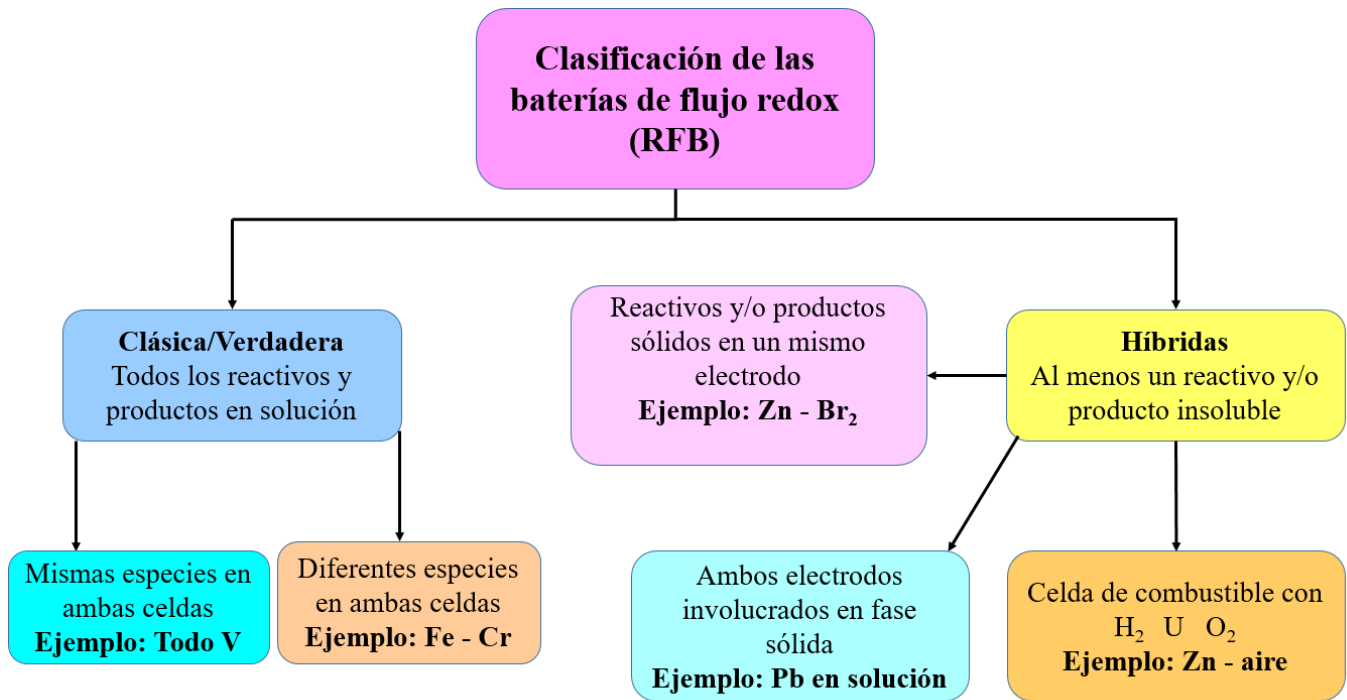 Clasificación de las
baterías de flujo redox
(RFB)
Clásica/Verdadera
Todos los reactivos y
productos en solución
Reactivos y/o productos
sólidos en un mismo
electrodo
Ejemplo: Zn - Br₂
Híbridas
Al menos un reactivo y/o
producto insoluble
Mismas especies en
ambas celdas
Ejemplo: Todo V
Diferentes especies
en ambas celdas
Ejemplo: Fe - Cr
Ambos electrodos
involucrados en fase
sólida
Ejemplo: Pb en solución
Celda de combustible con
H₂ U O₂
Ejemplo: Zn - aire